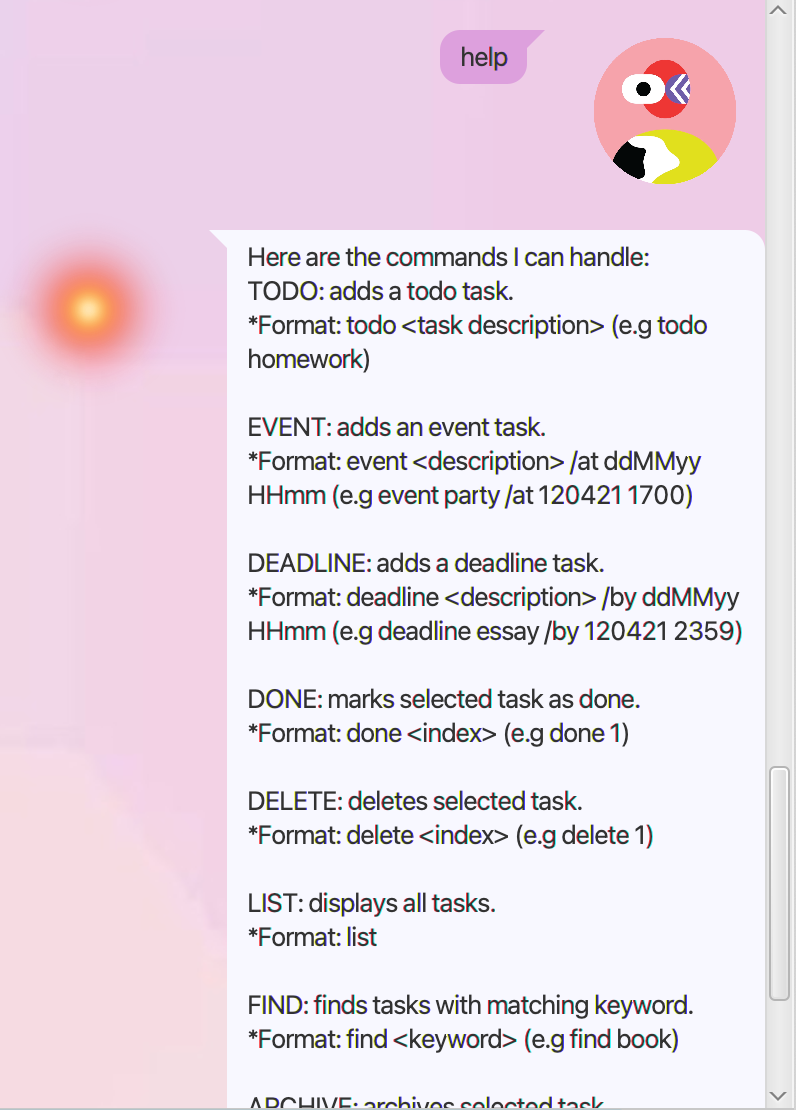 help
Here are the commands I can handle:
TODO: adds a todo task.
*Format: todo <task description> (e.g todo
homework)
EVENT: adds an event task.
*Format: event <description> /at ddMMyy
HHmm (e.g event party /at 120421 1700)
DEADLINE: adds a deadline task.
*Format: deadline <description> /by ddMMyy
HHmm (e.g deadline essay /by 120421 2359)
DONE: marks selected task as done.
*Format: done <index> (e.g done 1)
DELETE: deletes selected task.
*Format: delete <index> (e.g delete 1)
LIST: displays all tasks.
*Format: list
FIND: finds tasks with matching keyword.
*Format: find <keyword> (e.g find book)
ARCHIVE: archives selected task